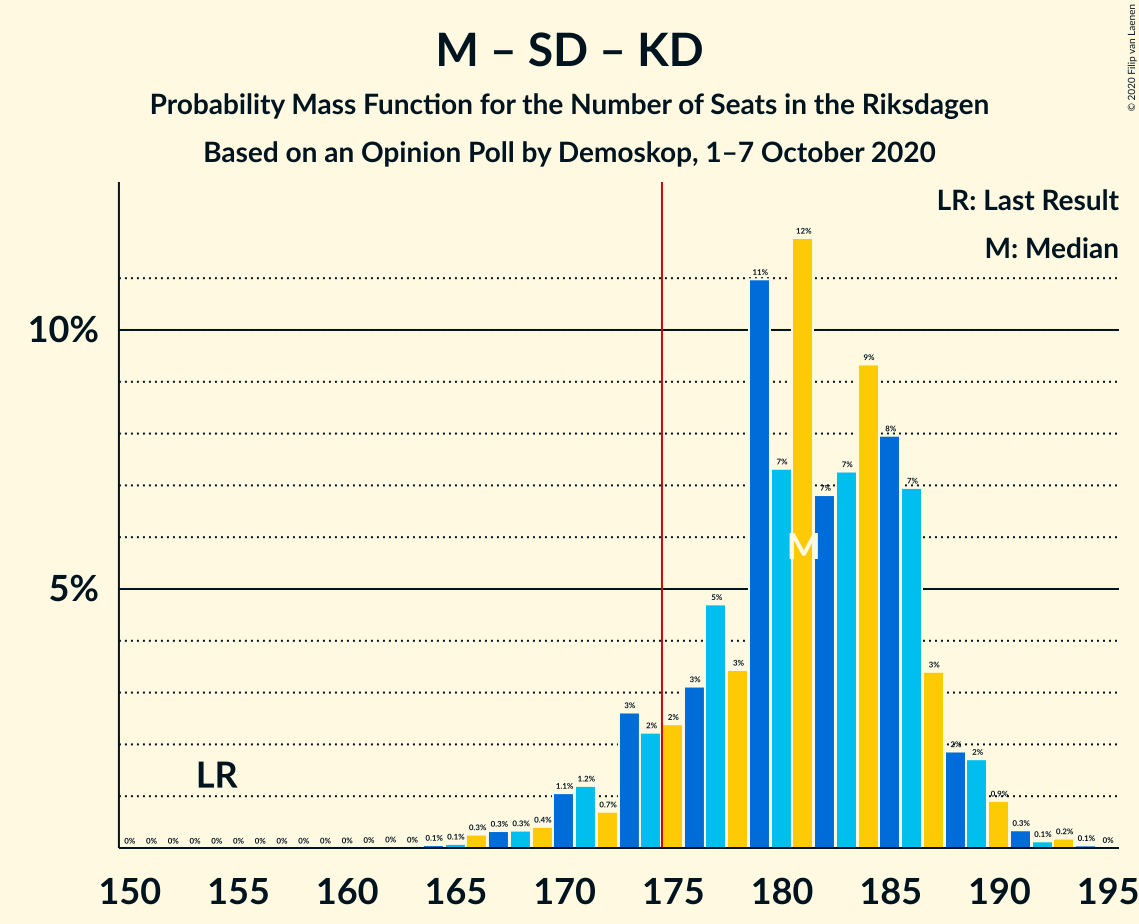 M – SD – KD
Probability Mass Function for the Number of Seats in the Riksdagen
Based on an Opinion Poll by Demoskop, 1–7 October 2020
© 2020 Filip van Laenen
LR: Last Result
M: Median
10%
5%
0% 0% 0% 0% 0% 0% 0% 0% 0% 0% 0% 0% 0% 0% 0.1% 0.1% 0.3% 0.3% 0.3% 0.4% 1.1% 1.2% 0.7% 3% 2% 2% 3% 5% 3% 11% 7% 12% 7% 7% 9% 8% 7% 3% 2% 2% 0.9% 0.3% 0.1% 0.2% 0.1% 0%
M
LR
150 155 160 165 170 175 180 185 190 195